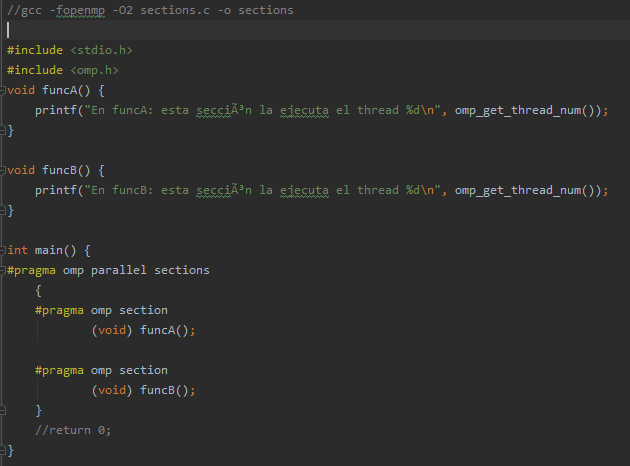 //gcc -fopenmp -O2 sections.c -o sections
#include <stdio.h>
#include <omp.h>
void funcA() {
    printf("En funcA: esta secciÃ³n la ejecuta el thread %d\n", omp_get_thread_num());
}
void funcB() {
    printf("En funcB: esta secciÃ³n la ejecuta el thread %d\n", omp_get_thread_num());
}
int main() {
#pragma omp parallel sections
    {
    #pragma omp section
            (void) funcA();
    #pragma omp section
            (void) funcB();
    }
    //return 0;
}